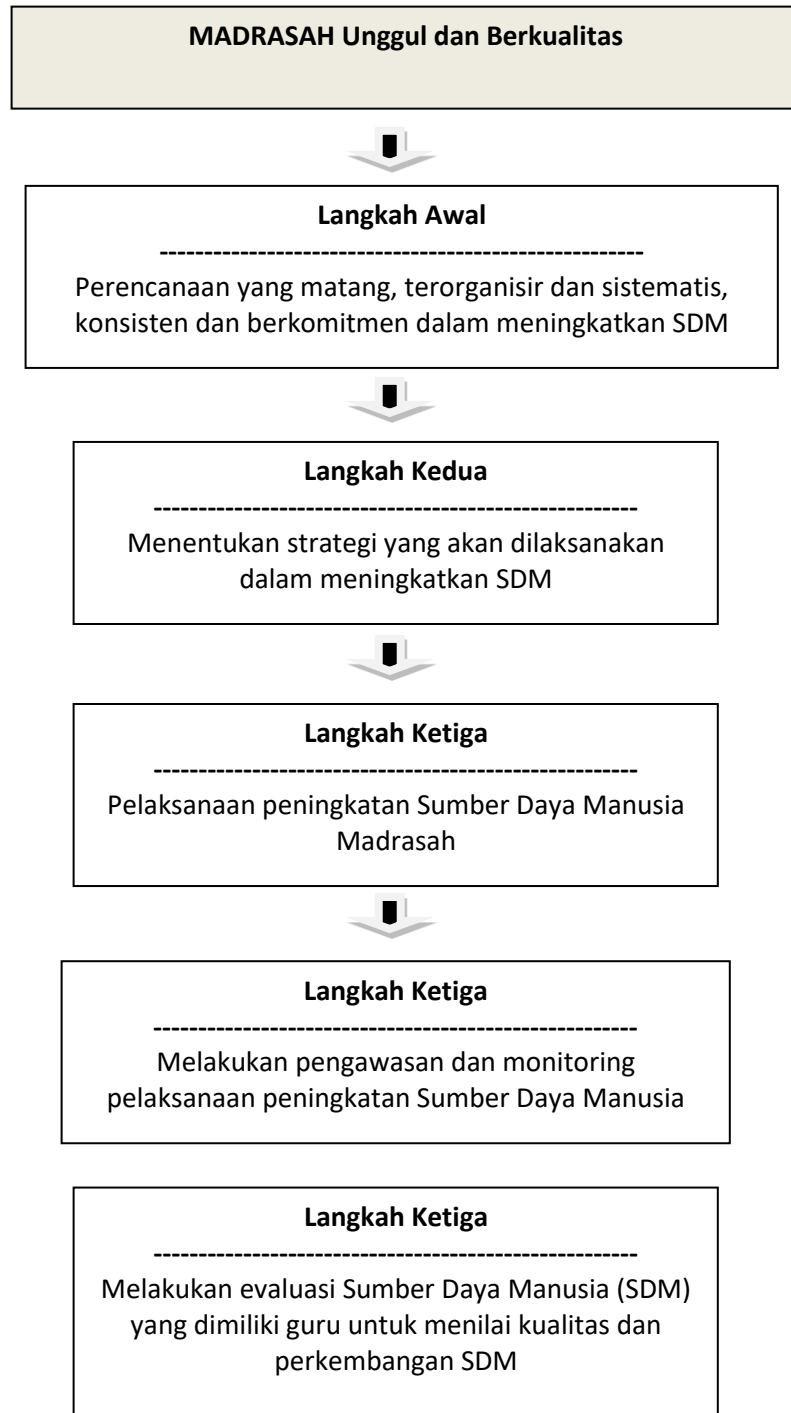 MADRASAH Unggul dan Berkualitas
Langkah Awal
------------------------------------------------------
Perencanaan yang matang, terorganisir dan sistematis,
konsisten dan berkomitmen dalam meningkatkan SDM
Langkah Kedua
------------------------------------------------------
Menentukan strategi yang akan dilaksanakan
dalam meningkatkan SDM
Langkah Ketiga
------------------------------------------------------
Pelaksanaan peningkatan Sumber Daya Manusia
Madrasah
Langkah Ketiga
------------------------------------------------------
Melakukan pengawasan dan monitoring
pelaksanaan peningkatan Sumber Daya Manusia
Langkah Ketiga
------------------------------------------------------
Melakukan evaluasi Sumber Daya Manusia (SDM)
yang dimiliki guru untuk menilai kualitas dan
perkembangan SDM